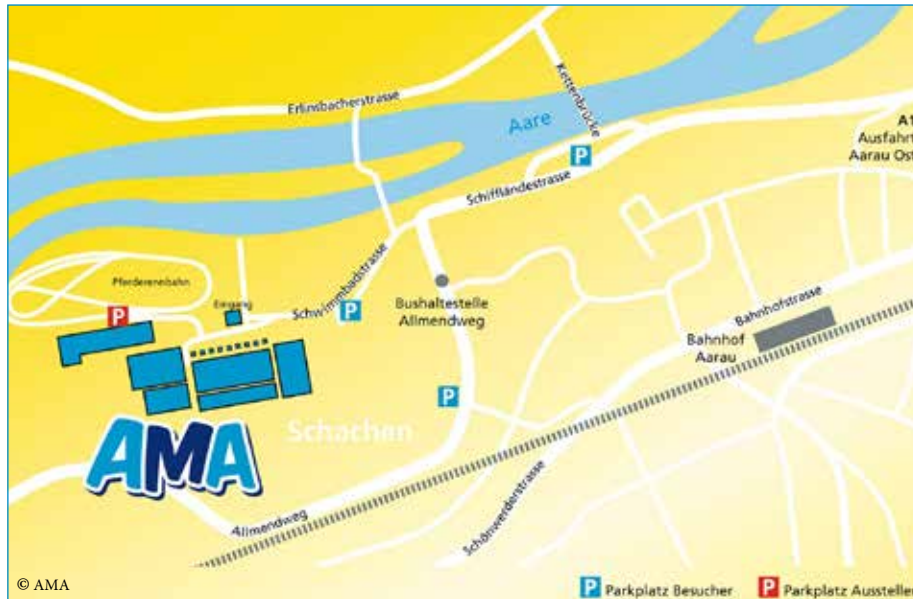 Erlinsbacherstrasse
Kettenbrücke
Aare
A1
Ausfahrt
Aarau Ost
P
Schiffländestrasse
Pferderennbahn
P
Eingang
Schwimmbadstrasse
P
Bushaltestelle
Allmendweg
Bahnhofstrasse
Bahnhof
Aarau
P
Schachen
AMA
Allmendweg
Schönwerderstrasse
© AMA
P Parkplatz Besucher
P Parkplatz Aussteller